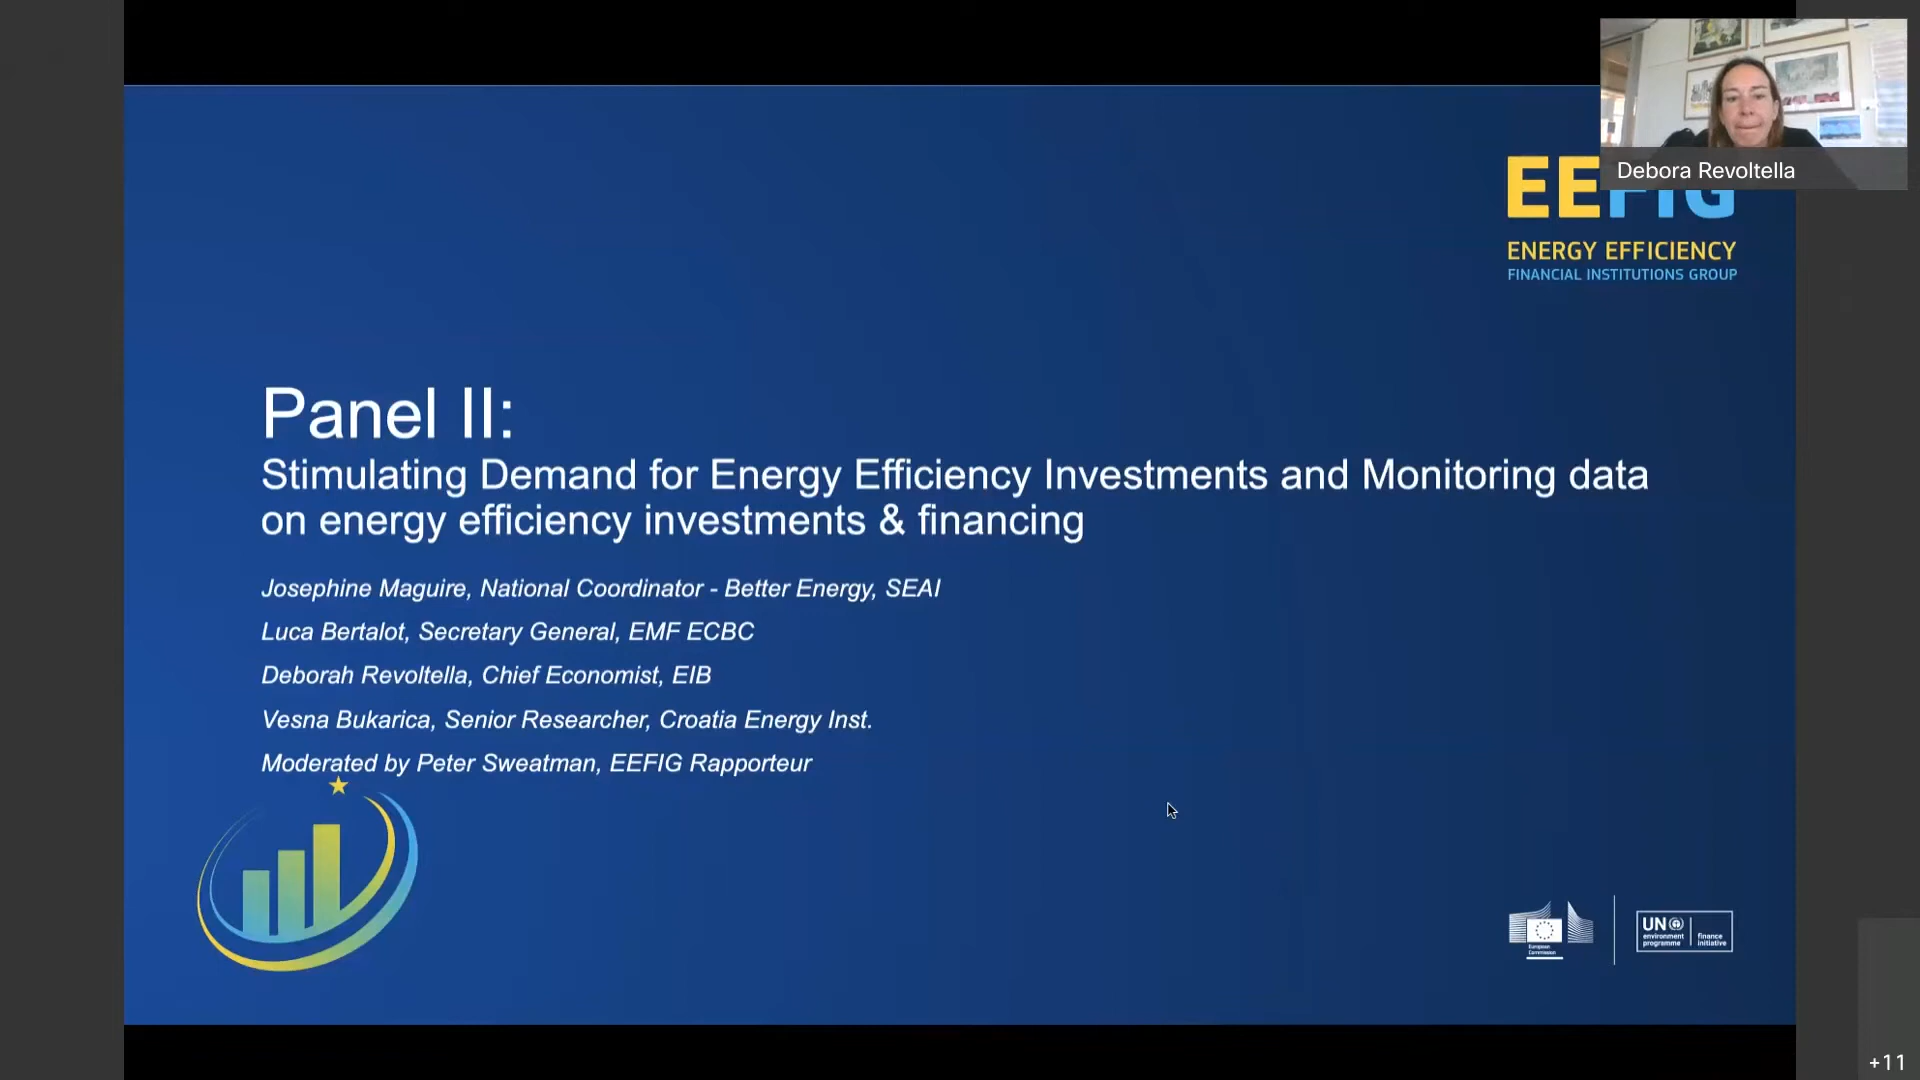 Debora Revoltella
EEFIG
ENERGY EFFICIENCY
FINANCIAL INSTITUTIONS GROUP
Panel II:
Stimulating Demand for Energy Efficiency Investments and Monitoring data
on energy efficiency investments & financing
Josephine Maguire, National Coordinator - Better Energy, SEAI
Luca Bertalot, Secretary General, EMF ECBC
Deborah Revoltella, Chief Economist, EIB
Vesna Bukarica, Senior Researcher, Croatia Energy Inst.
Moderated by Peter Sweatman, EEFIG Rapporteur
European
Commission
UN
environment
programme
finance
initiative
+11